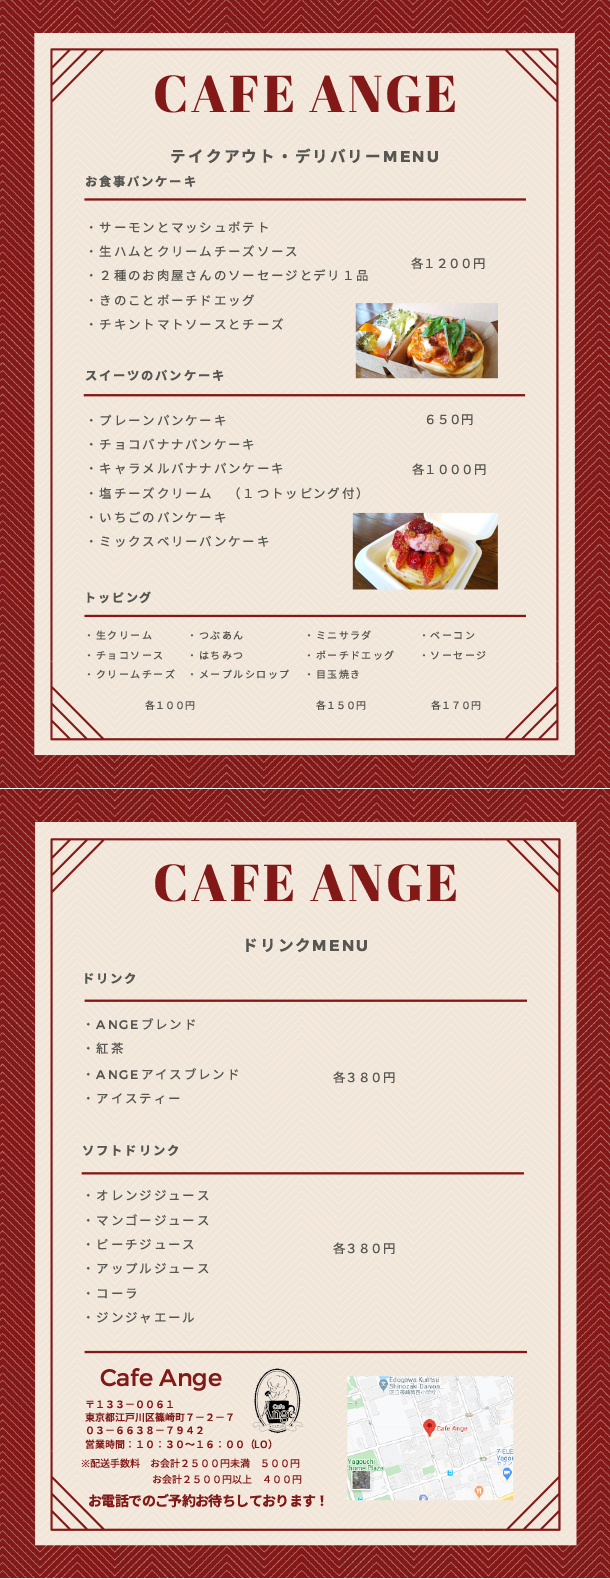 CAFE ANGE
テイクアウト・デリバリーMENU
お食事パンケーキ
・サーモンとマッシュポテト
・生ハムとクリームチーズソース
各１２００円
・２種のお肉屋さんのソーセージとデリ１品
・きのことポーチドエッグ
・チキントマトソースとチーズ
スイーツのパンケーキ
・プレーンパンケーキ ６５０円
・チョコバナナパンケーキ
・キャラメルバナナパンケーキ 各１０００円
・塩チーズクリーム　（１つトッピング付）
・いちごのパンケーキ
・ミックスベリーパンケーキ
トッピング
・生クリーム ・つぶあん ・ミニサラダ ・ベーコン
・チョコソース ・はちみつ ・ポーチドエッグ ・ソーセージ
・クリームチーズ ・メープルシロップ ・目玉焼き
各１００円 各１５０円 各１７０円
CAFE ANGE
ドリンクMENU
ドリンク
・ANGEブレンド
・紅茶
・ANGEアイスブレンド 各３８０円
・アイスティー
ソフトドリンク
・オレンジジュース
・マンゴージュース
・ピーチジュース 各３８０円
・アップルジュース
・コーラ
・ジンジャエール
Cafe Ange
〒１３３－００６１
東京都江戸川区篠崎町７－２－７
０３－６６３８－７９４２
営業時間：１０：３０〜１６：００（LO）
※配送手数料　お会計２５００円未満　５００円
お会計２５００円以上　４００円
お電話でのご予約お待ちしております！
Cafe
Edogawa Kuritsu
Shinozaki Daiyon...
Cafe Ange
7-ELE
Yagouchi